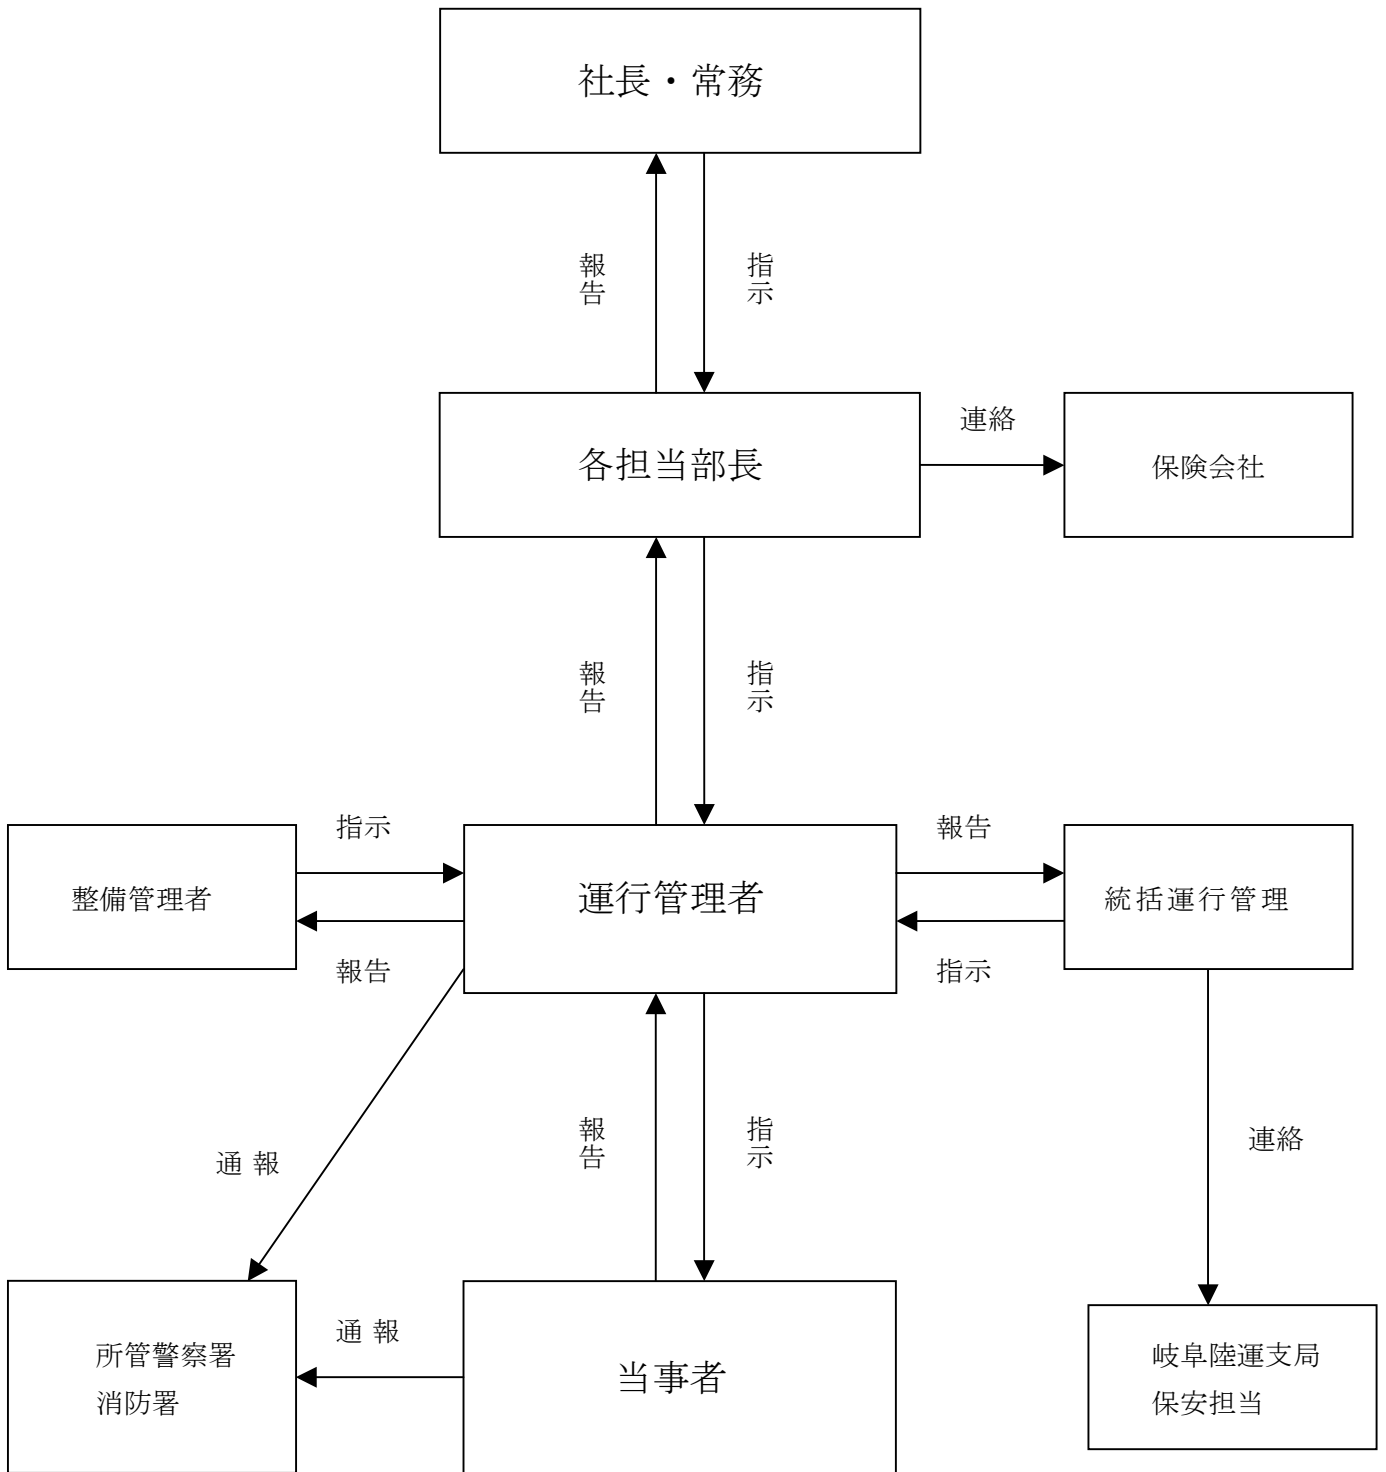 社長・常務
報告
指示
各担当部長
連絡
保険会社
報告
指示
整備管理者
指示
報告
運行管理者
報告
指示
統括運行管理
通 報
報告
指示
連絡
所管警察署
消防署
通 報
当事者
岐阜陸運支局
保安担当